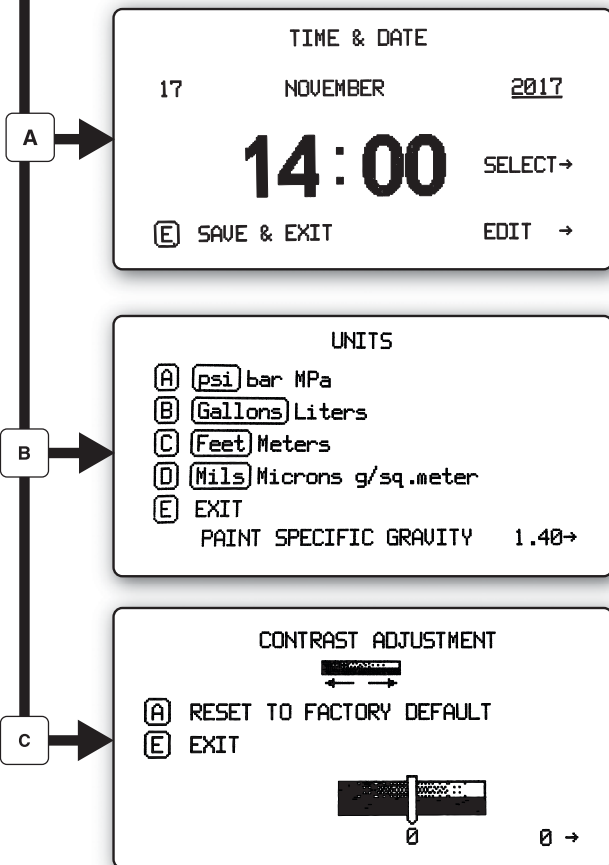 TIME & DATE
17 NOVEMBER 2017
A
14:00 SELECT→
E SAVE & EXIT EDIT →
UNITS
A psi bar MPa
B Gallons Liters
C Feet Meters
B
D Mils Microns g/sq.meter
E EXIT
PAINT SPECIFIC GRAVITY 1.40→
CONTRAST ADJUSTMENT
A RESET TO FACTORY DEFAULT
C
E EXIT
0 0 →